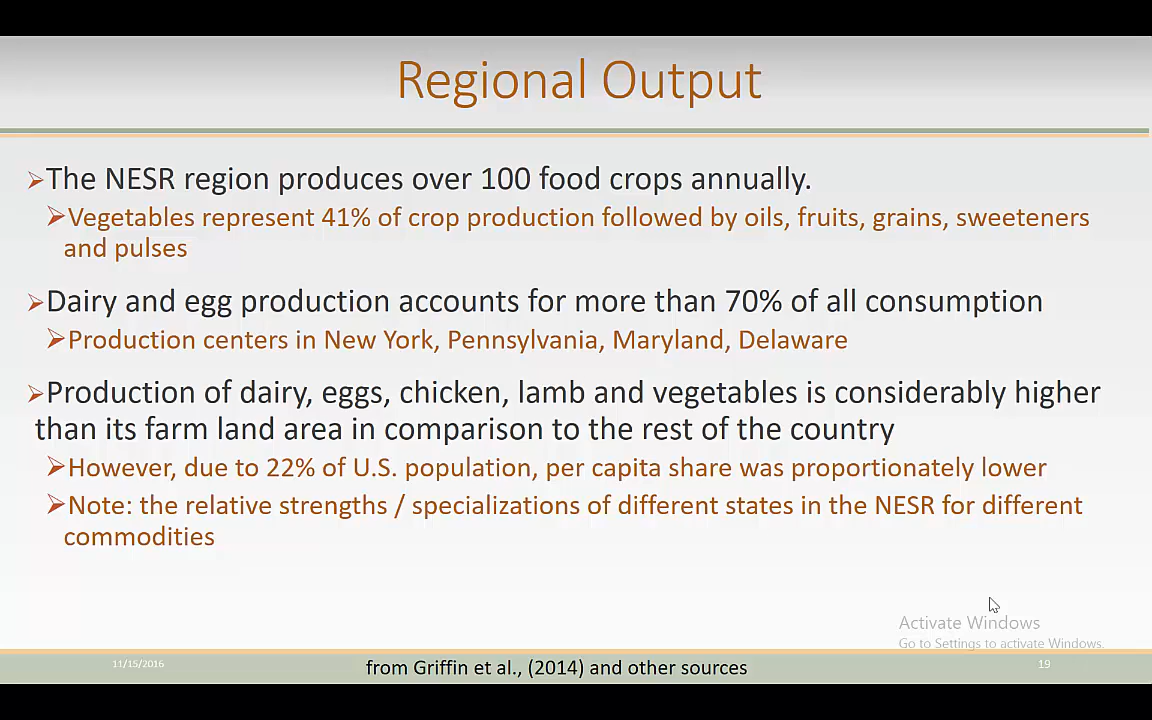 Regional Output
The NESR region produces over 100 food crops annually.
Vegetables represent 41% of crop production followed by oils, fruits, grains, sweeteners
and pulses
Dairy and egg production accounts for more than 70% of all consumption
Production centers in New York, Pennsylvania, Maryland, Delaware
Production of dairy, eggs, chicken, lamb and vegetables is considerably higher
than its farm land area in comparison to the rest of the country
However, due to 22% of U.S. population, per capita share was proportionately lower
Note: the relative strengths / specializations of different states in the NESR for different
commodities
Activate Windows
Go to Settings to activate Windows.
11/15/2016
from Griffin et al., (2014) and other sources
19